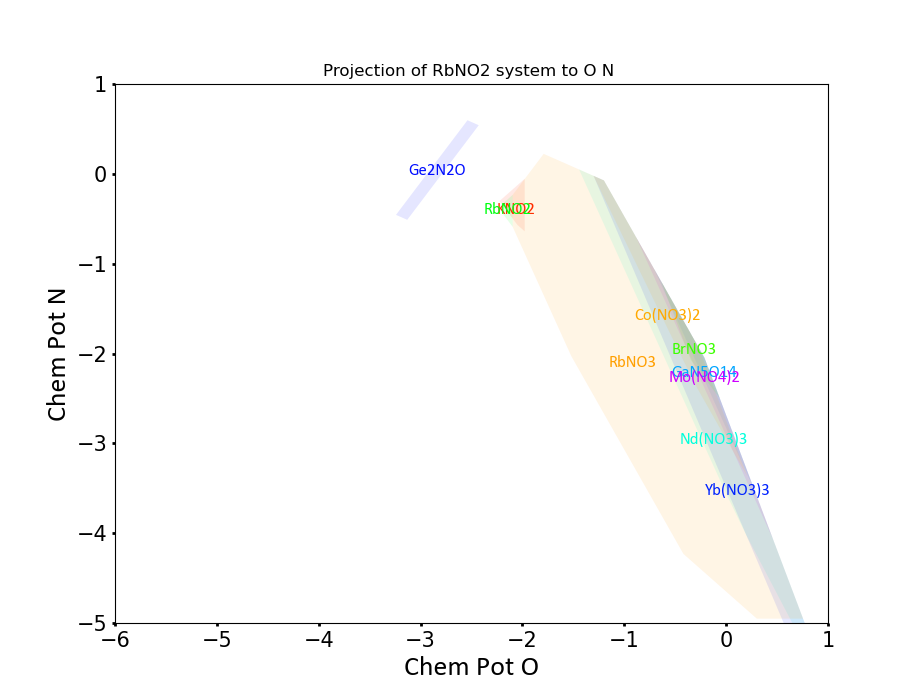 Projection of RbNO2 system to O N
1
0
−1
−2
−3
−4
−5
Chem Pot N
Ge2N2O
KNO2
Co(NO3)2
BrNO3
RbNO3
GaN5O14
Mo(NO4)2
Nd(NO3)3
Yb(NO3)3
−6 −5 −4 −3 −2 −1 0 1
Chem Pot O